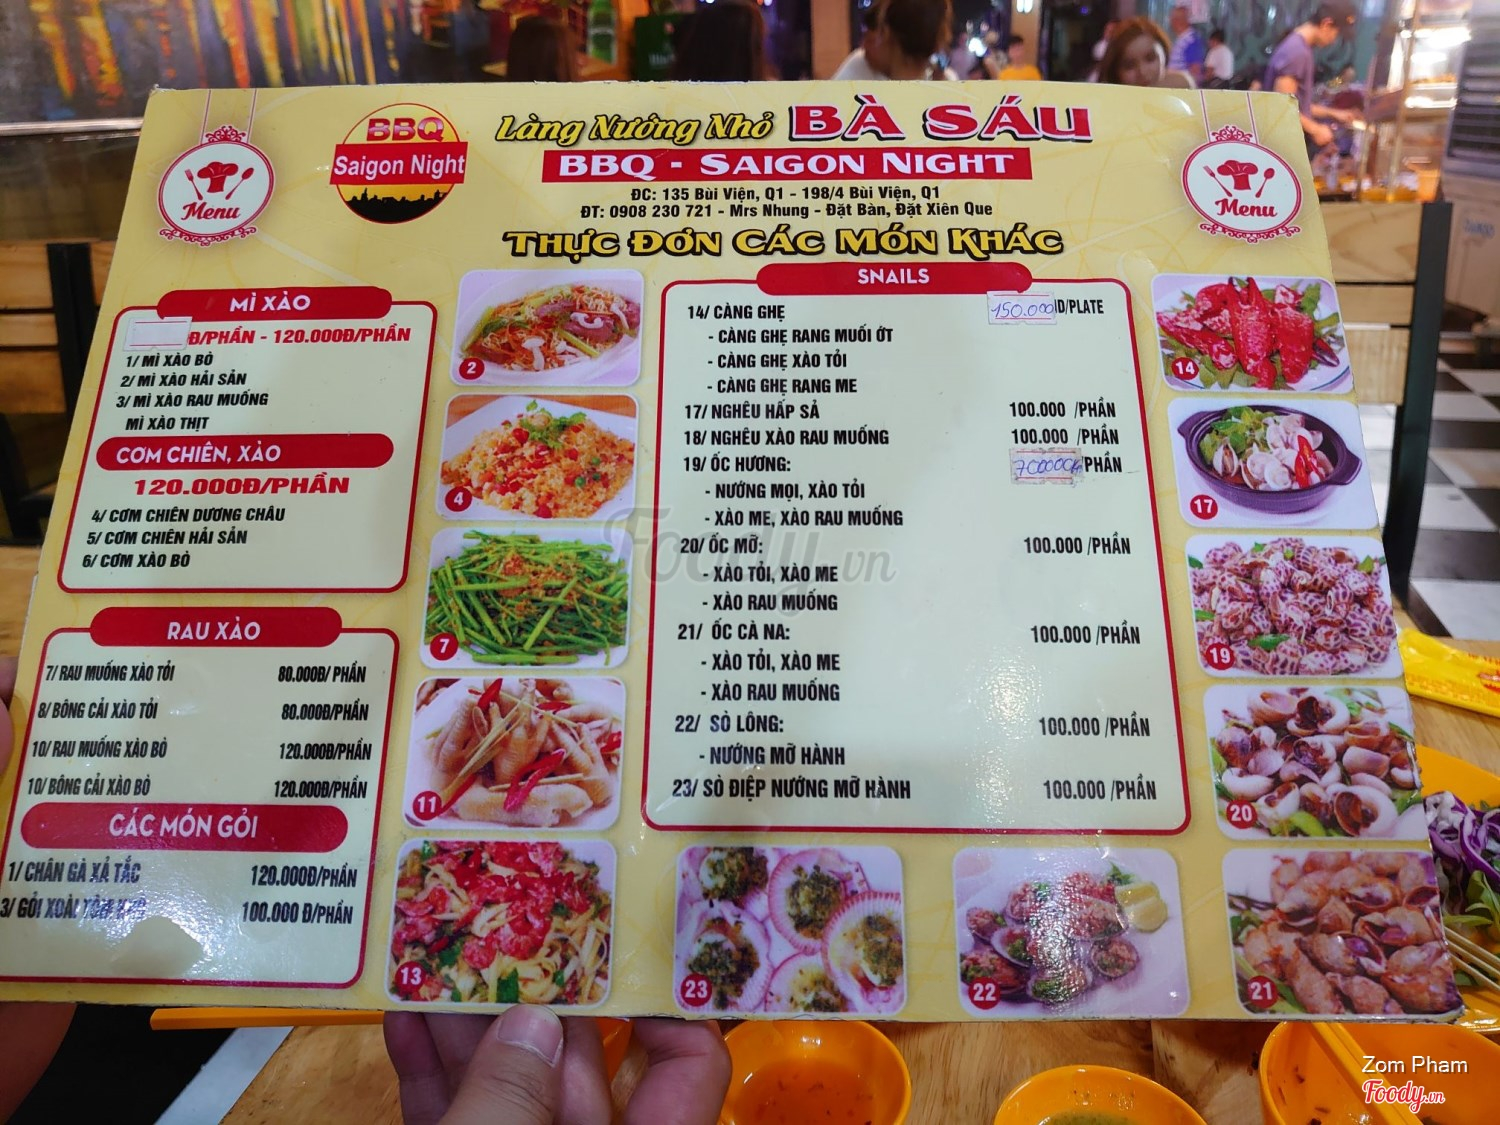 BBQ
Saigon Night
Làng Nướng Nhỏ BÀ SÁU
BBQ - SAIGON NIGHT
ĐC: 135 Bùi Viện, Q1 - 198/4 Bùi Viện, Q1
ĐT: 0908 230 721 - Mrs Nhung - Đặt Bàn, Đặt Xiên Que
THỰC ĐƠN CÁC MÓN KHÁC
Menu
Menu
MÌ XÀO
Đ/PHẦN - 120.000Đ/PHẦN
1/ MÌ XÀO BÒ
2/ MÌ XÀO HẢI SẢN
3/ MÌ XÀO RAU MUỐNG
MÌ XÀO THỊT
CƠM CHIÊN, XÀO
120.000Đ/PHẦN
4/ CƠM CHIÊN DƯƠNG CHÂU
5/ CƠM CHIÊN HẢI SẢN
6/ CƠM XÀO BÒ
RAU XÀO
7/ RAU MUỐNG XÀO TỎI 80.000Đ/ PHẦN
8/ BÔNG CẢI XÀO TỎI 80.000Đ/PHẦN
10/ RAU MUỐNG XÀO BÒ 120.000Đ/PHẦN
10/ BÔNG CẢI XÀO BÒ 120.000Đ/PHẦN
CÁC MÓN GỎI
1/ CHÂN GÀ XẢ TẮC 120.000Đ/PHẦN
3/ GỎI XOÀI 100.000 Đ/PHẦN
2
4
7
11
13
SNAILS
14/ CÀNG GHẸ 150.000 Đ/PLATE
- CÀNG GHẸ RANG MUỐI ỚT
- CÀNG GHẸ XÀO TỎI
- CÀNG GHẸ RANG ME
17/ NGHÊU HẤP SẢ 100.000 /PHẦN
18/ NGHÊU XÀO RAU MUỐNG 100.000 /PHẦN
19/ ỐC HƯƠNG: /PHẦN
- NƯỚNG MỌI, XÀO TỎI
- XÀO ME, XÀO RAU MUỐNG
20/ ỐC MỠ: 100.000 /PHẦN
- XÀO TỎI, XÀO ME
- XÀO RAU MUỐNG
21/ ỐC CÀ NA: 100.000 /PHẦN
- XÀO TỎI, XÀO ME
- XÀO RAU MUỐNG
22/ SÒ LÔNG: 100.000 /PHẦN
- NƯỚNG MỠ HÀNH
23/ SÒ ĐIỆP NƯỚNG MỠ HÀNH 100.000 /PHẦN
14
17
19
20
21
22
23
Foody.vn
Zom Pham
Foody.vn